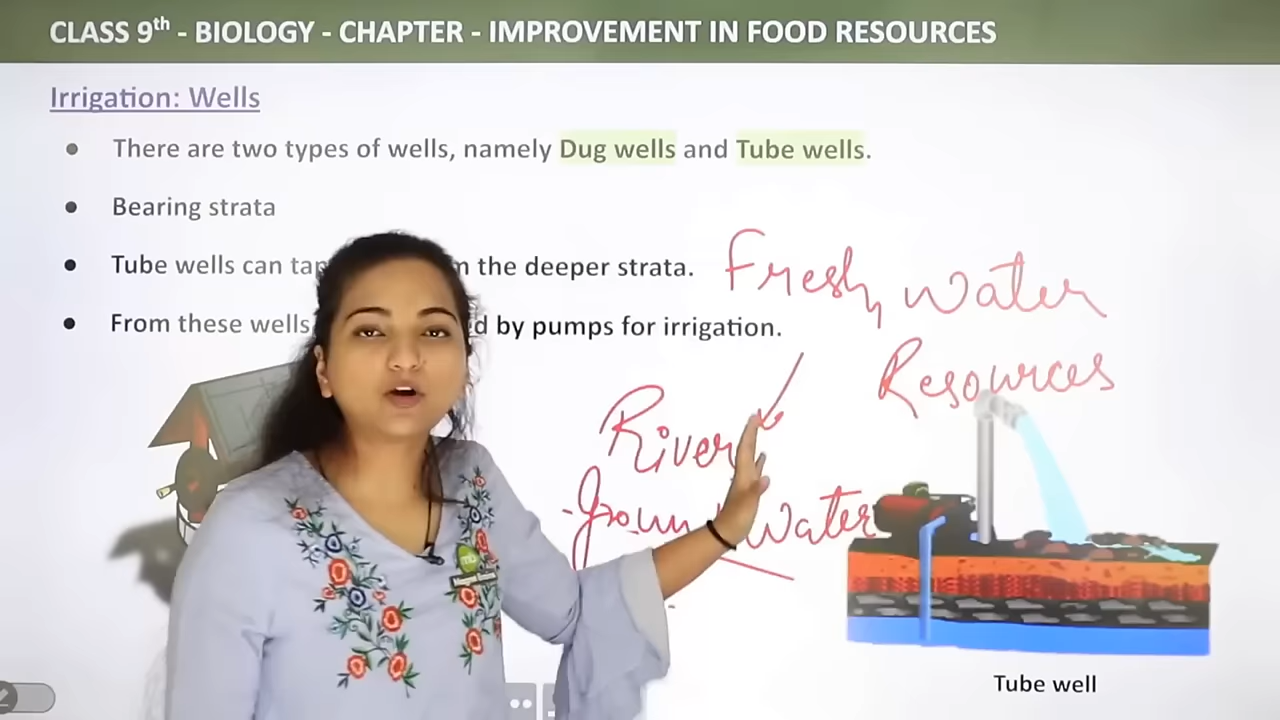 CLASS 9th - BIOLOGY - CHAPTER - IMPROVEMENT IN FOOD RESOURCES
Irrigation: Wells
• There are two types of wells, namely Dug wells and Tube wells.
• Bearing strata
• Tube wells can the deeper strata.
• From these wells by pumps for irrigation.
Fresh water
Resources
River
water
Tube well